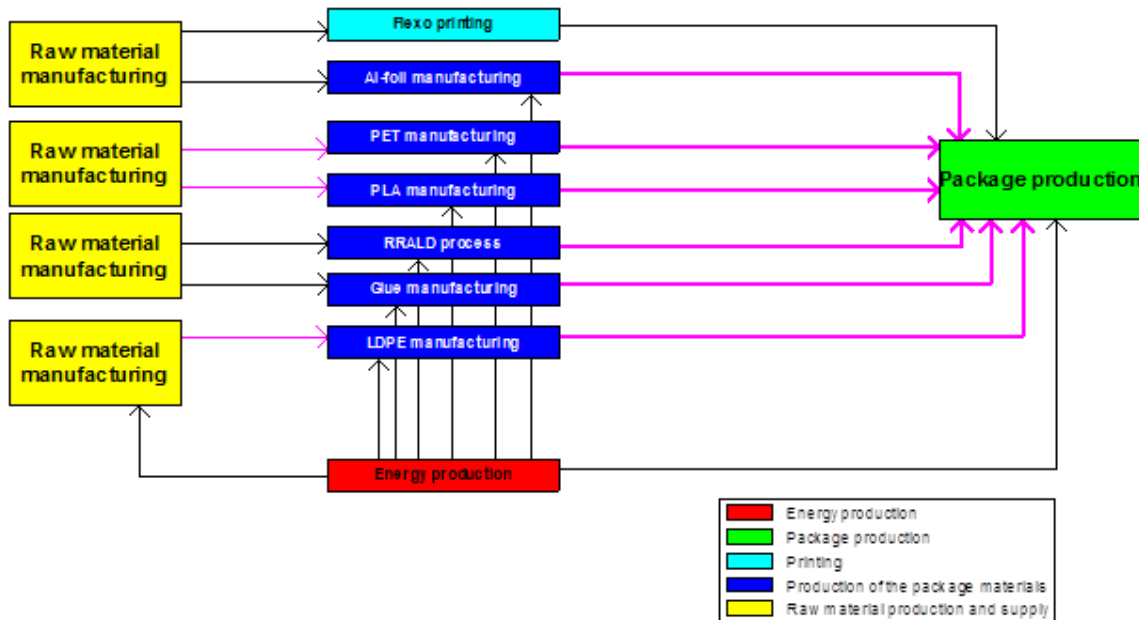 Raw material
manufacturing
Raw material
manufacturing
Raw material
manufacturing
Raw material
manufacturing
Flexo printing
Al-foil manufacturing
PET manufacturing
PLA manufacturing
RRALD process
Glue manufacturing
LDPE manufacturing
Energy production
Package production
Energy production
Package production
Printing
Production of the package materials
Raw material production and supply